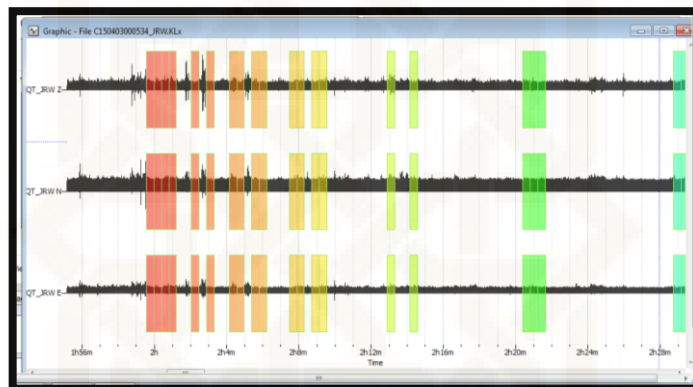 Graphic - File C150403000534_JRW.KLx
QT_JRW Z
QT_JRW N
QT_JRW E
1h56m 2h 2h4m 2h8m 2h12m 2h16m 2h20m 2h24m 2h28m
Time